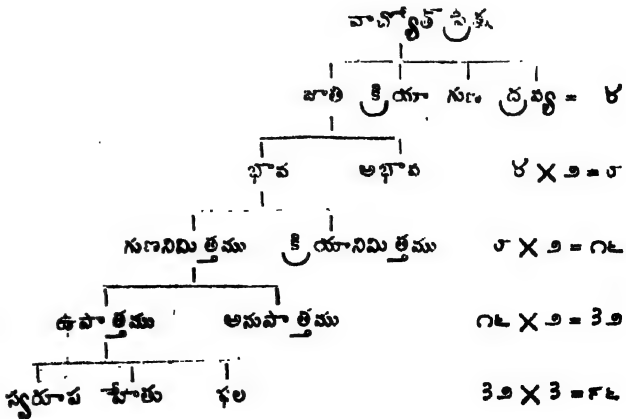 వాచ్యోత్ప్రేక్ష
జాతి క్రియా గుణ ద్రవ్య = ౪
భావ అభావ ౪ × ౨ = ౮
గుణనిమిత్తము క్రియానిమిత్తము ౮ × ౨ = ౧౬
ఉపాత్తము అనుపాత్తము ౧౬ × ౨ = ౩౨
స్వరూప హేతు ఫల ౩౨ × ౩ = ౯౬